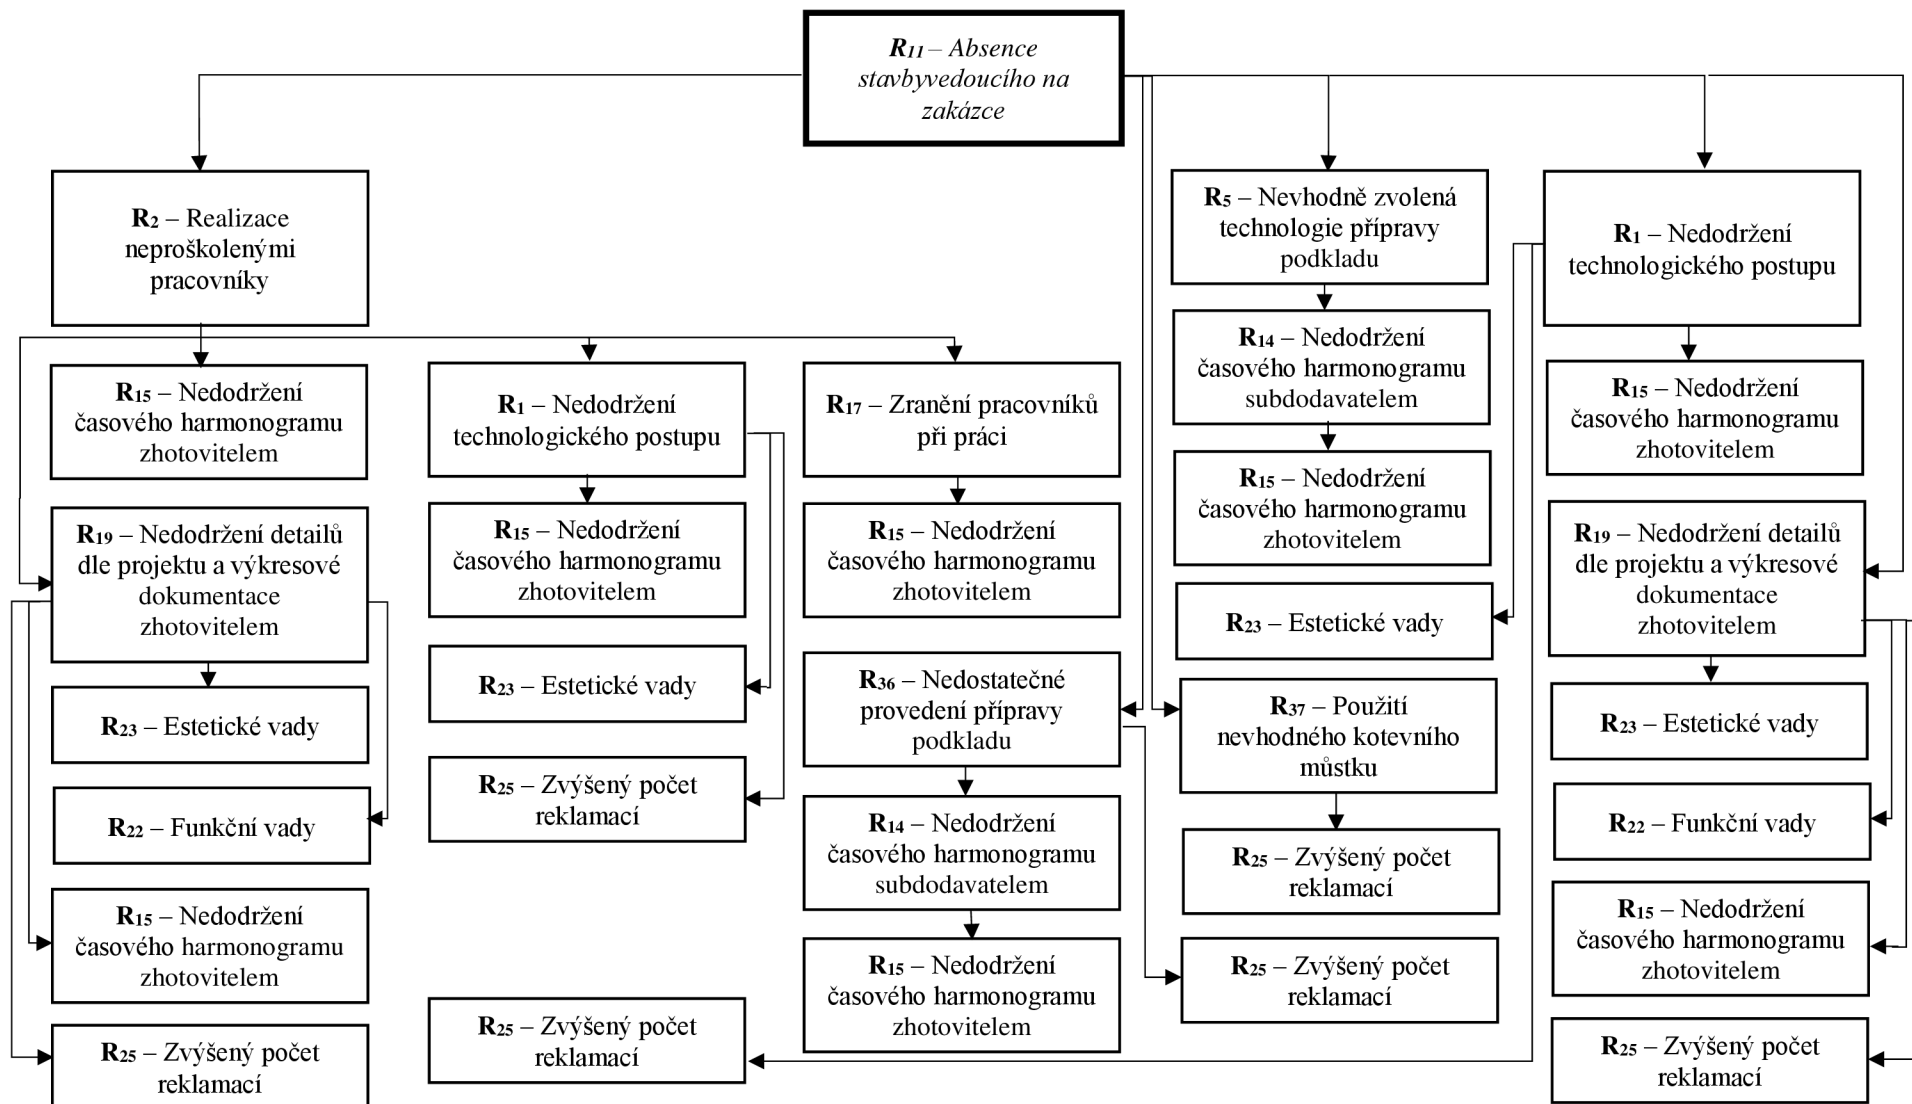 R11 – Absence
stavbyvedoucího na
zakázce
R2 – Realizace
neproškolenými
pracovníky
R15 – Nedodržení
časového harmonogramu
zhotovitelem
R19 – Nedodržení detailů
dle projektu a výkresové
dokumentace
zhotovitelem
R23 – Estetické vady
R22 – Funkční vady
R15 – Nedodržení
časového harmonogramu
zhotovitelem
R25 – Zvýšený počet
reklamací
R1 – Nedodržení
technologického postupu
R15 – Nedodržení
časového harmonogramu
zhotovitelem
R23 – Estetické vady
R25 – Zvýšený počet
reklamací
R25 – Zvýšený počet
reklamací
R17 – Zranění pracovníků
při práci
R15 – Nedodržení
časového harmonogramu
zhotovitelem
R36 – Nedostatečné
provedení přípravy
podkladu
R14 – Nedodržení
časového harmonogramu
subdodavatelem
R15 – Nedodržení
časového harmonogramu
zhotovitelem
R5 – Nevhodně zvolená
technologie přípravy
podkladu
R14 – Nedodržení
časového harmonogramu
subdodavatelem
R15 – Nedodržení
časového harmonogramu
zhotovitelem
R23 – Estetické vady
R37 – Použití
nevhodného kotevního
můstku
R25 – Zvýšený počet
reklamací
R25 – Zvýšený počet
reklamací
R1 – Nedodržení
technologického postupu
R15 – Nedodržení
časového harmonogramu
zhotovitelem
R19 – Nedodržení detailů
dle projektu a výkresové
dokumentace
zhotovitelem
R23 – Estetické vady
R22 – Funkční vady
R15 – Nedodržení
časového harmonogramu
zhotovitelem
R25 – Zvýšený počet
reklamací